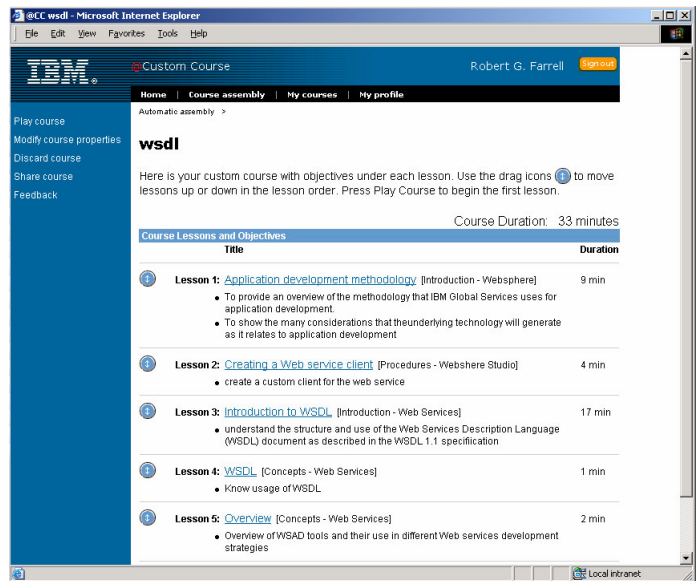 @CC wsdl - Microsoft Internet Explorer
File Edit View Favorites Tools Help
IBM®
@Custom Course
Robert G. Farrell
Sign out
Home | Course assembly | My courses | My profile
Automatic assembly >
Play course
Modify course properties
Discard course
Share course
Feedback
wsdl
Here is your custom course with objectives under each lesson. Use the drag icons to move
lessons up or down in the lesson order. Press Play Course to begin the first lesson.
Course Duration: 33 minutes
Course Lessons and Objectives
Title Duration
Lesson 1: Application development methodology [Introduction - Websphere] 9 min
• To provide an overview of the methodology that IBM Global Services uses for
application development.
• To show the many considerations that theunderlying technology will generate
as it relates to application development
Lesson 2: Creating a Web service client [Procedures - Webshere Studio] 4 min
• create a custom client for the web service
Lesson 3: Introduction to WSDL [Introduction - Web Services] 17 min
• understand the structure and use of the Web Services Description Language
(WSDL) document as described in the WSDL 1.1 specifiication
Lesson 4: WSDL [Concepts - Web Services] 1 min
• Know usage of WSDL
Lesson 5: Overview [Concepts - Web Services] 2 min
• Overview of WSAD tools and their use in different Web services development
strategies
Local intranet